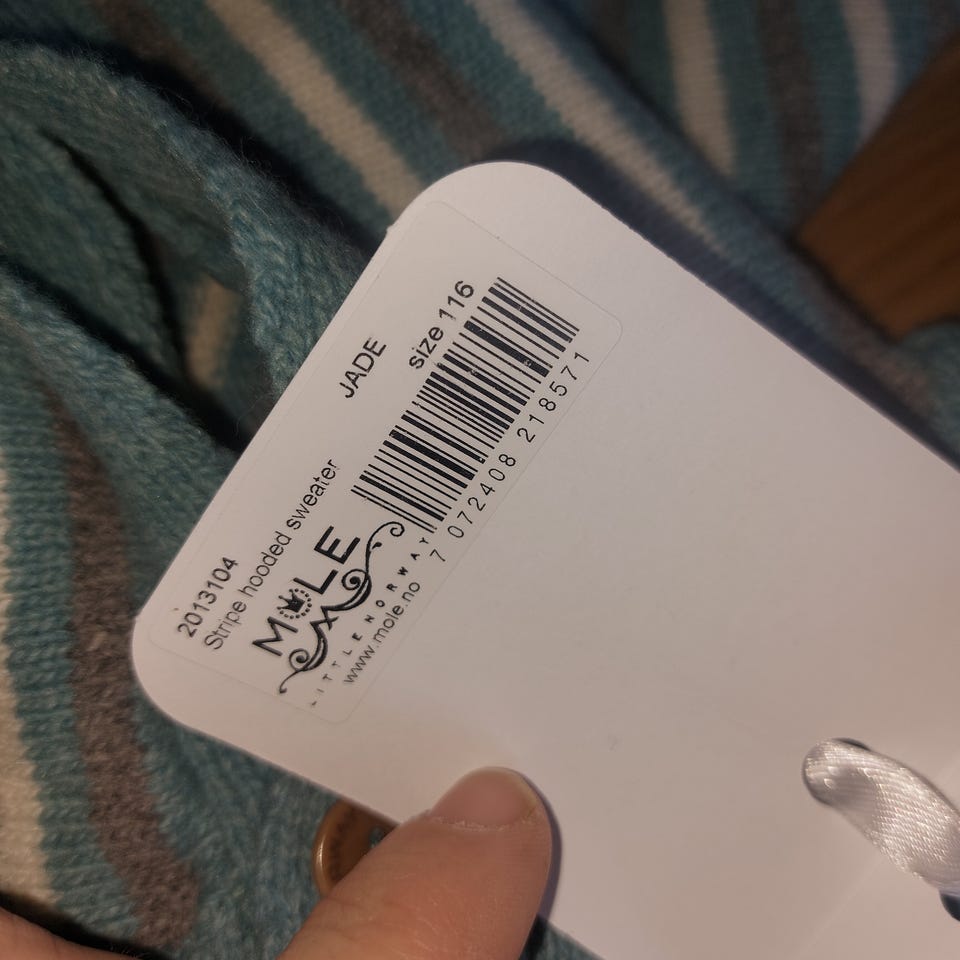 2013104
Stripe hooded sweater
JADE
size 116
MOLE
LITTLE NORWAY
www.mole.no
7 072408 218571